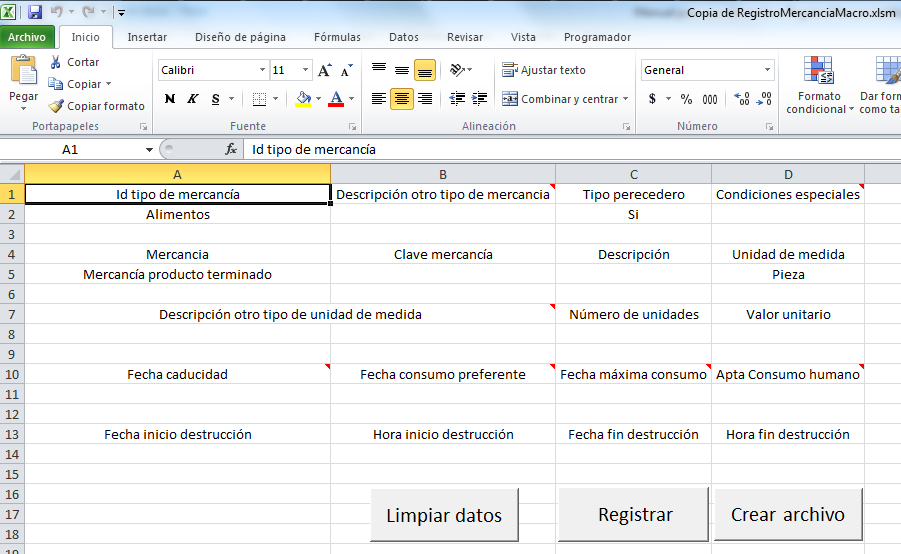 Copia de RegistroMercanciaMacro.xlsm
Archivo Inicio Insertar Diseño de página Fórmulas Datos Revisar Vista Programador
Pegar
Cortar
Copiar
Copiar formato
Portapapeles
Calibri 11 A A
N K S A
Fuente
Ajustar texto
Combinar y centrar
Alineación
General
$ % 000
Número
Formato condicional
Dar form como ta
A1 fx Id tipo de mercancía
A B C D
1 Id tipo de mercancía Descripción otro tipo de mercancia Tipo perecedero Condiciones especiales
2 Alimentos Si
3
4 Mercancia Clave mercancía Descripción Unidad de medida
5 Mercancía producto terminado Pieza
6
7 Descripción otro tipo de unidad de medida Número de unidades Valor unitario
8
9
10 Fecha caducidad Fecha consumo preferente Fecha máxima consumo Apta Consumo humano
11
12
13 Fecha inicio destrucción Hora inicio destrucción Fecha fin destrucción Hora fin destrucción
14
15
16
17 Limpiar datos Registrar Crear archivo
18